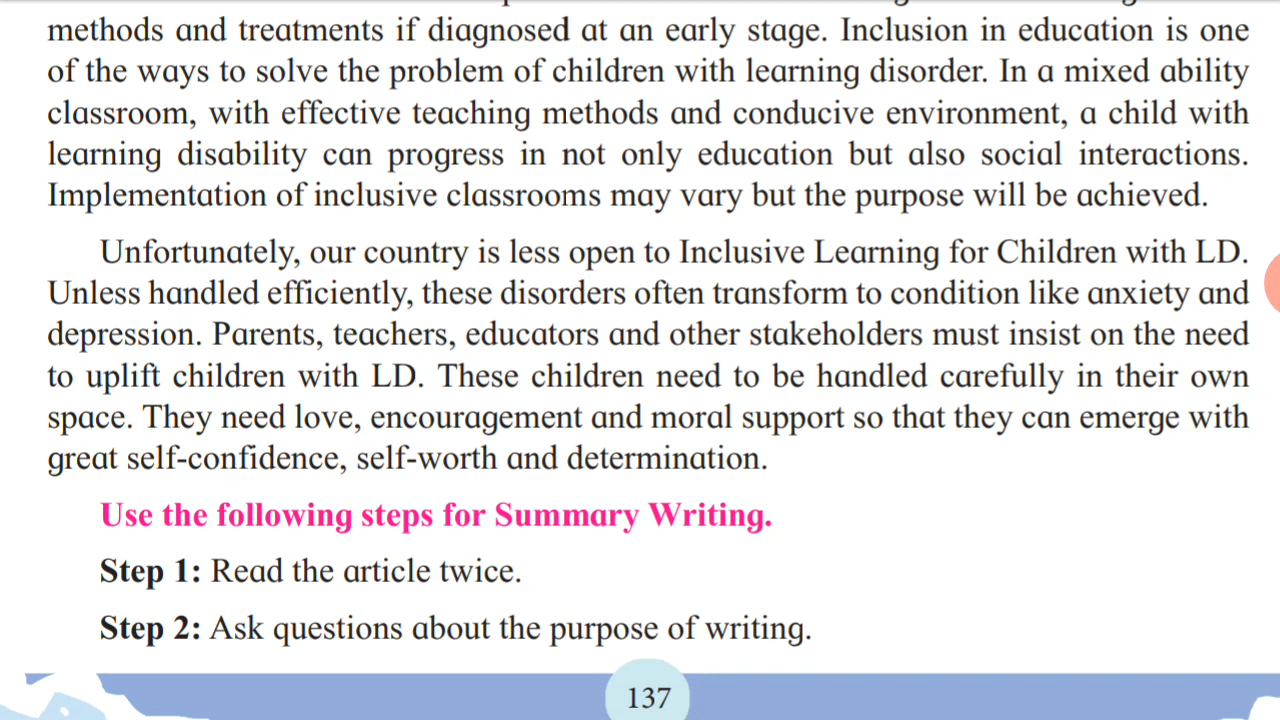 methods and treatments if diagnosed at an early stage. Inclusion in education is one
of the ways to solve the problem of children with learning disorder. In a mixed ability
classroom, with effective teaching methods and conducive environment, a child with
learning disability can progress in not only education but also social interactions.
Implementation of inclusive classrooms may vary but the purpose will be achieved.
Unfortunately, our country is less open to Inclusive Learning for Children with LD.
Unless handled efficiently, these disorders often transform to condition like anxiety and
depression. Parents, teachers, educators and other stakeholders must insist on the need
to uplift children with LD. These children need to be handled carefully in their own
space. They need love, encouragement and moral support so that they can emerge with
great self-confidence, self-worth and determination.
Use the following steps for Summary Writing.
Step 1: Read the article twice.
Step 2: Ask questions about the purpose of writing.
137